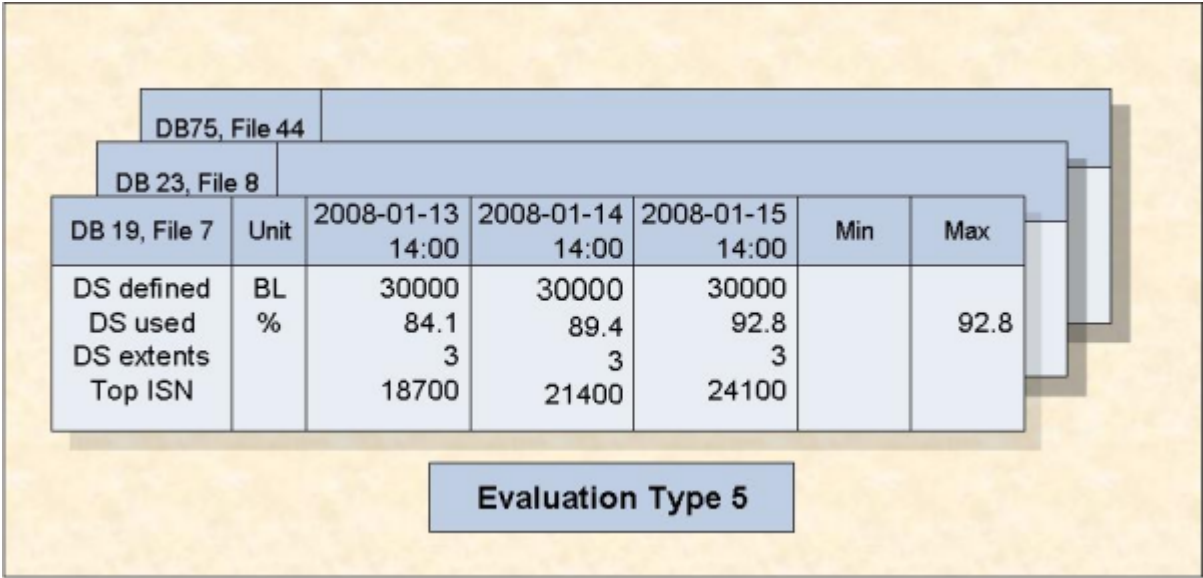 DB75, File 44
DB 23, File 8
DB 19, File 7 Unit 2008-01-13 14:00 2008-01-14 14:00 2008-01-15 14:00 Min Max
DS defined BL 30000 30000 30000
DS used % 84.1 89.4 92.8 92.8
DS extents 3 3 3
Top ISN 18700 21400 24100
Evaluation Type 5